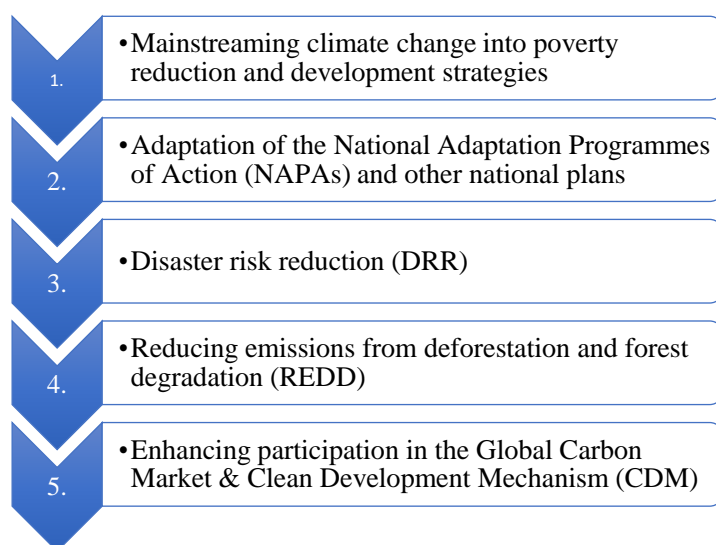 1.
•Mainstreaming climate change into poverty
reduction and development strategies
2.
•Adaptation of the National Adaptation Programmes
of Action (NAPAs) and other national plans
3.
•Disaster risk reduction (DRR)
4.
•Reducing emissions from deforestation and forest
degradation (REDD)
5.
•Enhancing participation in the Global Carbon
Market & Clean Development Mechanism (CDM)